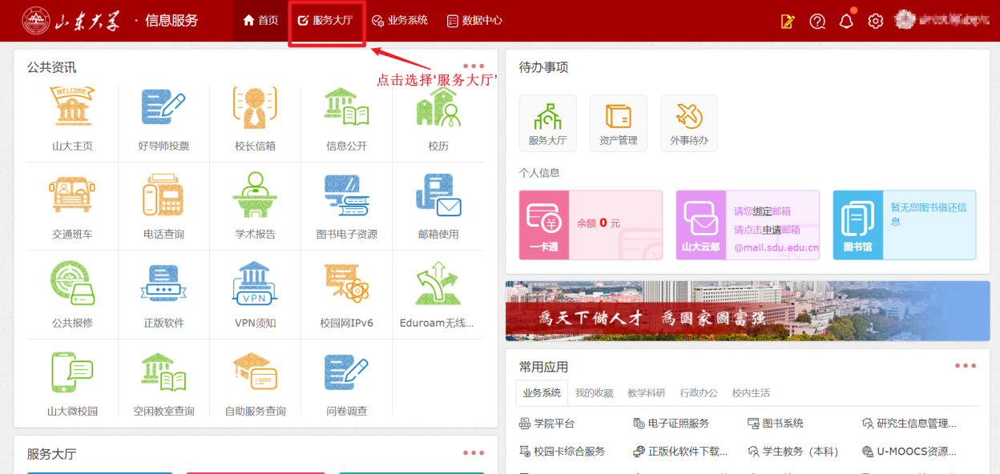 山东大学 · 信息服务 首页 服务大厅 业务系统 数据中心
点击选择‘服务大厅’
公共资讯
WELCOME
山大主页 好导师投票 校长信箱 信息公开 校历
交通班车 电话查询 学术报告 图书电子资源 邮箱使用
VPN
公共报修 正版软件 VPN须知 校园网IPv6 Eduroam无线...
山大微校园 空闲教室查询 自助服务查询 问卷调查
服务大厅
待办事项
服务大厅 资产管理 外事待办
个人信息
一卡通
余额 0 元
山大云邮
请您绑定邮箱
请点击申请邮箱
@mail.sdu.edu.cn
图书馆
暂无您图书借还信
息
為天下儲人才 為國家圖富强
常用应用
业务系统 我的收藏 教学科研 行政办公 校内生活
学院平台 电子证照服务 图书系统 研究生信息管理...
校园卡综合服务 正版化软件下载... 学生教务（本科） U-MOOCS资源...